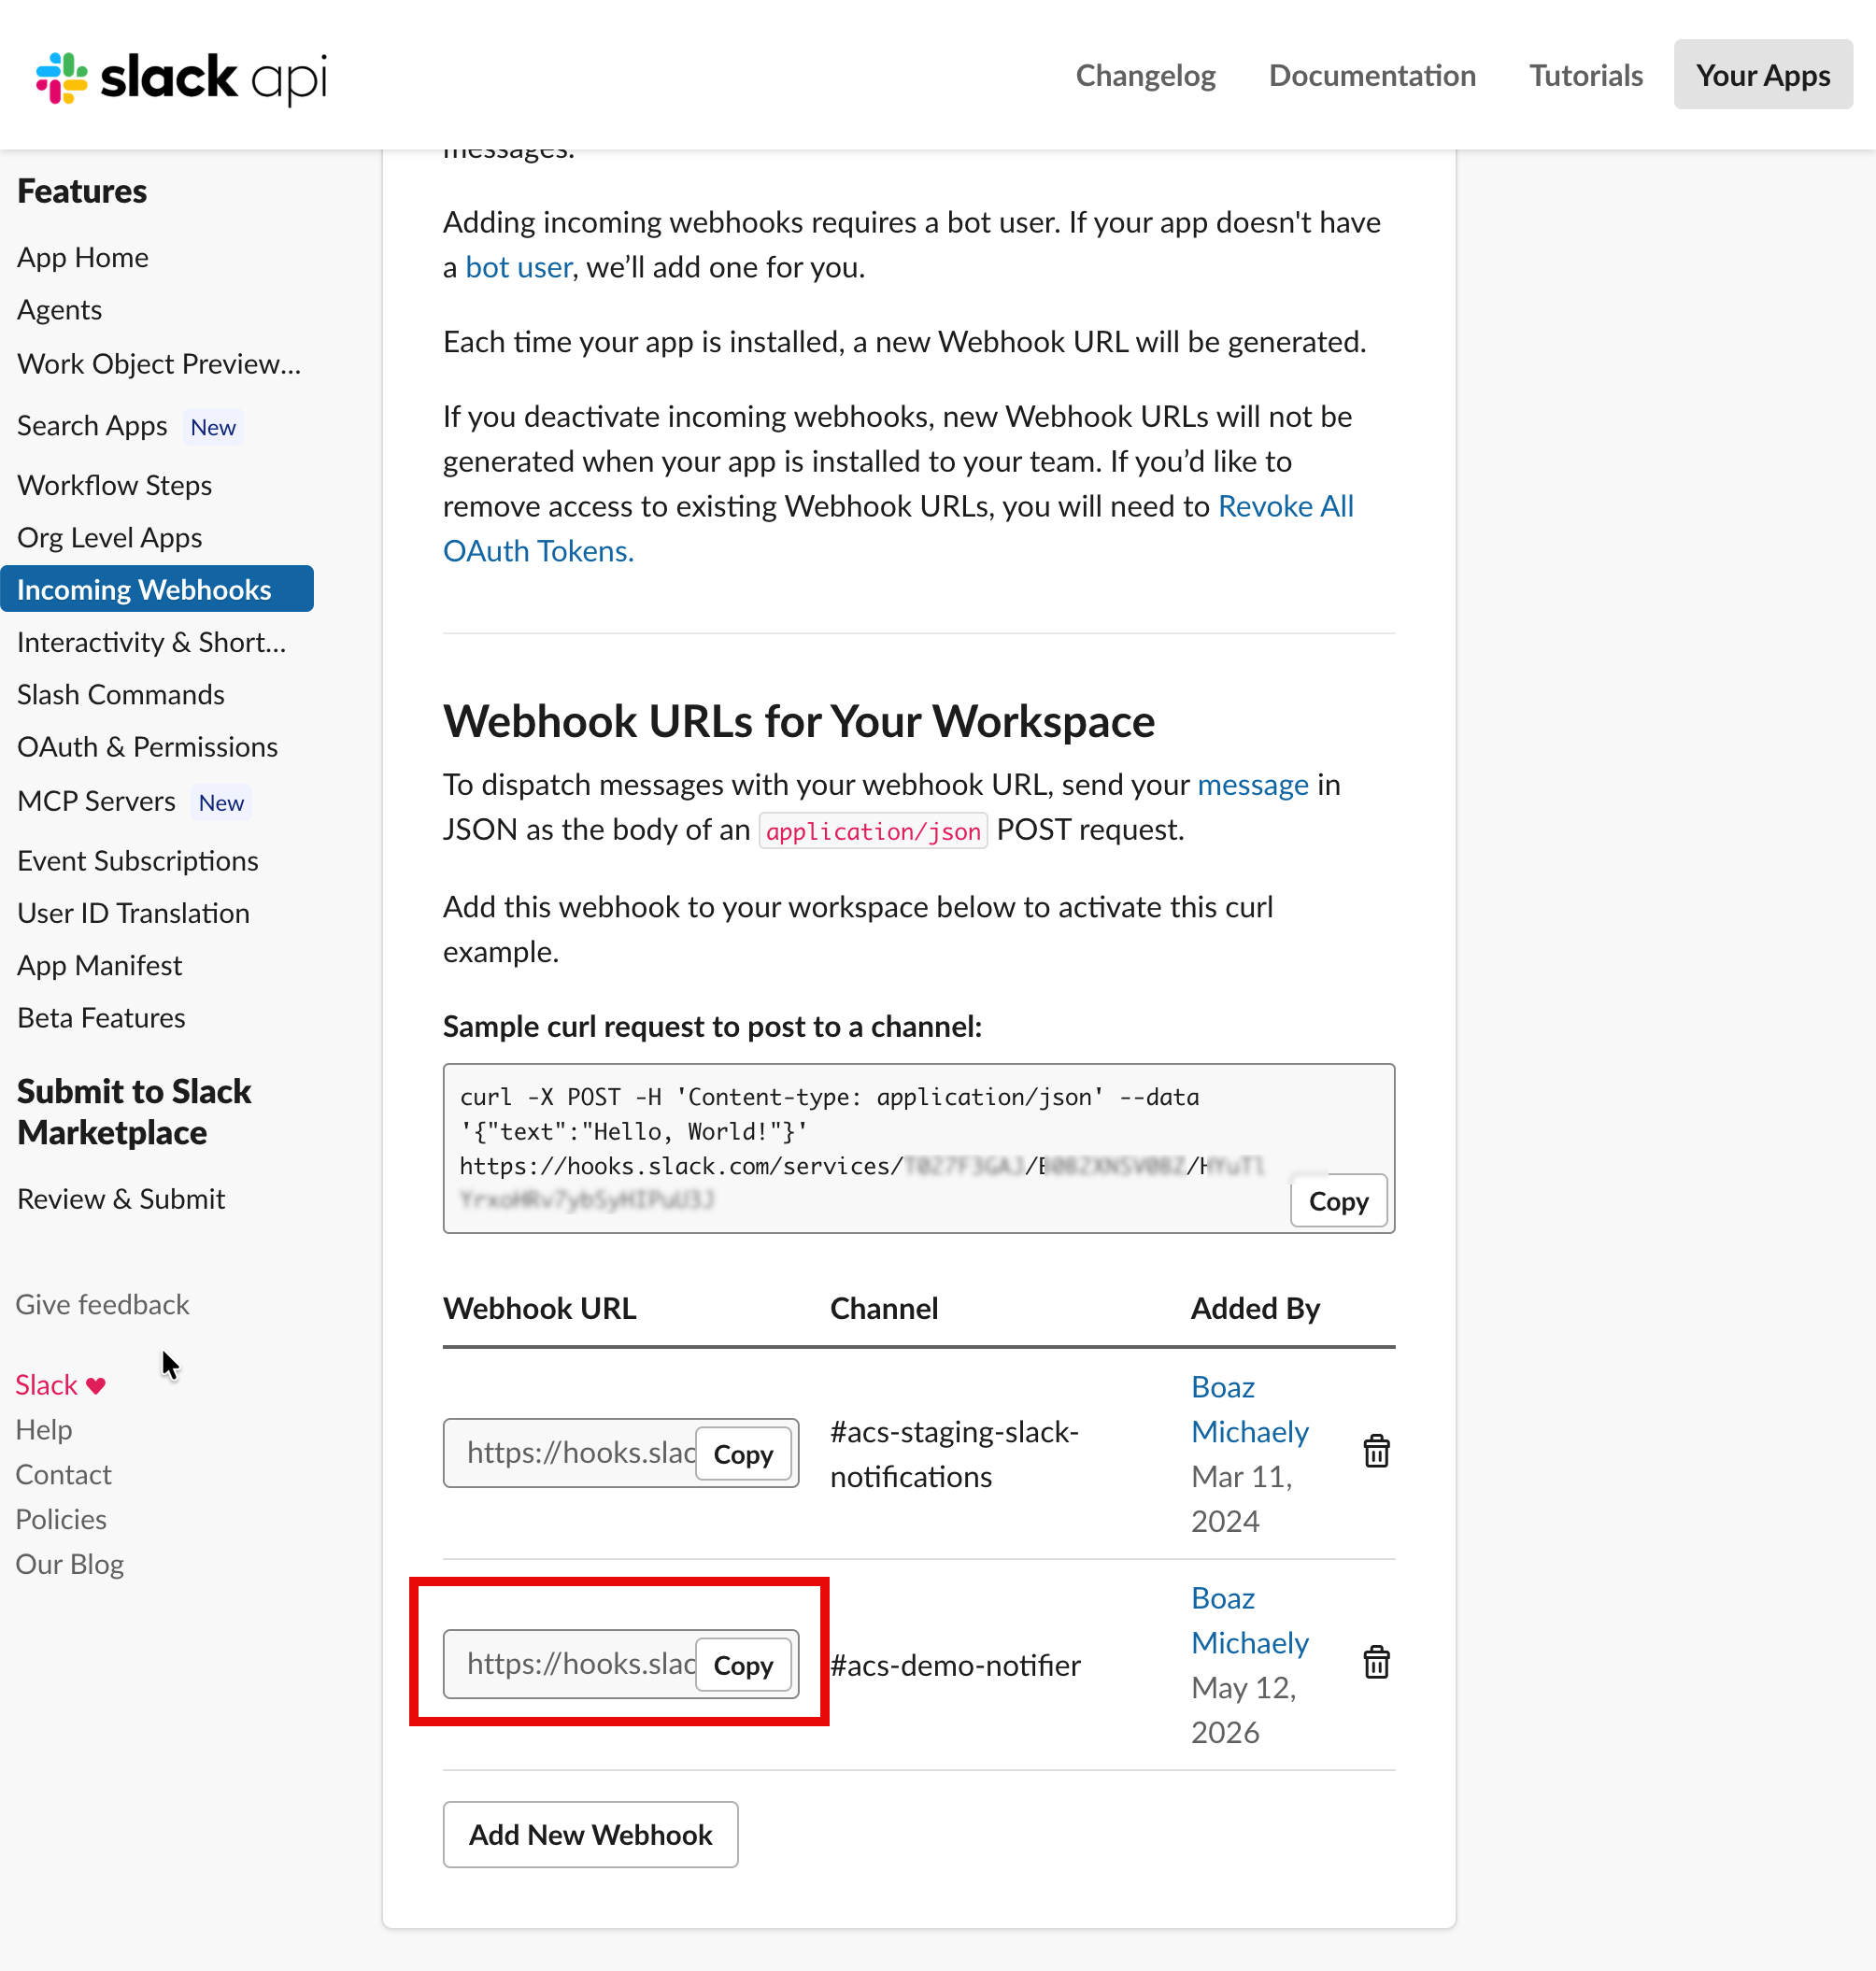 slack api
Changelog
Documentation
Tutorials
Your Apps
Features
App Home
Agents
Work Object Preview...
Search Apps New
Workflow Steps
Org Level Apps
Incoming Webhooks
Interactivity & Short...
Slash Commands
OAuth & Permissions
MCP Servers New
Event Subscriptions
User ID Translation
App Manifest
Beta Features
Submit to Slack
Marketplace
Review & Submit
Give feedback
Slack
Help
Contact
Policies
Our Blog
messages.
Adding incoming webhooks requires a bot user. If your app doesn't have
a bot user, we’ll add one for you.
Each time your app is installed, a new Webhook URL will be generated.
If you deactivate incoming webhooks, new Webhook URLs will not be
generated when your app is installed to your team. If you’d like to
remove access to existing Webhook URLs, you will need to Revoke All
OAuth Tokens.
Webhook URLs for Your Workspace
To dispatch messages with your webhook URL, send your message in
JSON as the body of an application/json POST request.
Add this webhook to your workspace below to activate this curl
example.
Sample curl request to post to a channel:
curl -X POST -H 'Content-type: application/json' --data
'{"text":"Hello, World!"}'
https://hooks.slack.com/services/
Copy
Webhook URL
Channel
Added By
https://hooks.slac
Copy
#acs-staging-slack-
notifications
Boaz
Michaely
Mar 11,
2024
https://hooks.slac
Copy
#acs-demo-notifier
Boaz
Michaely
May 12,
2026
Add New Webhook